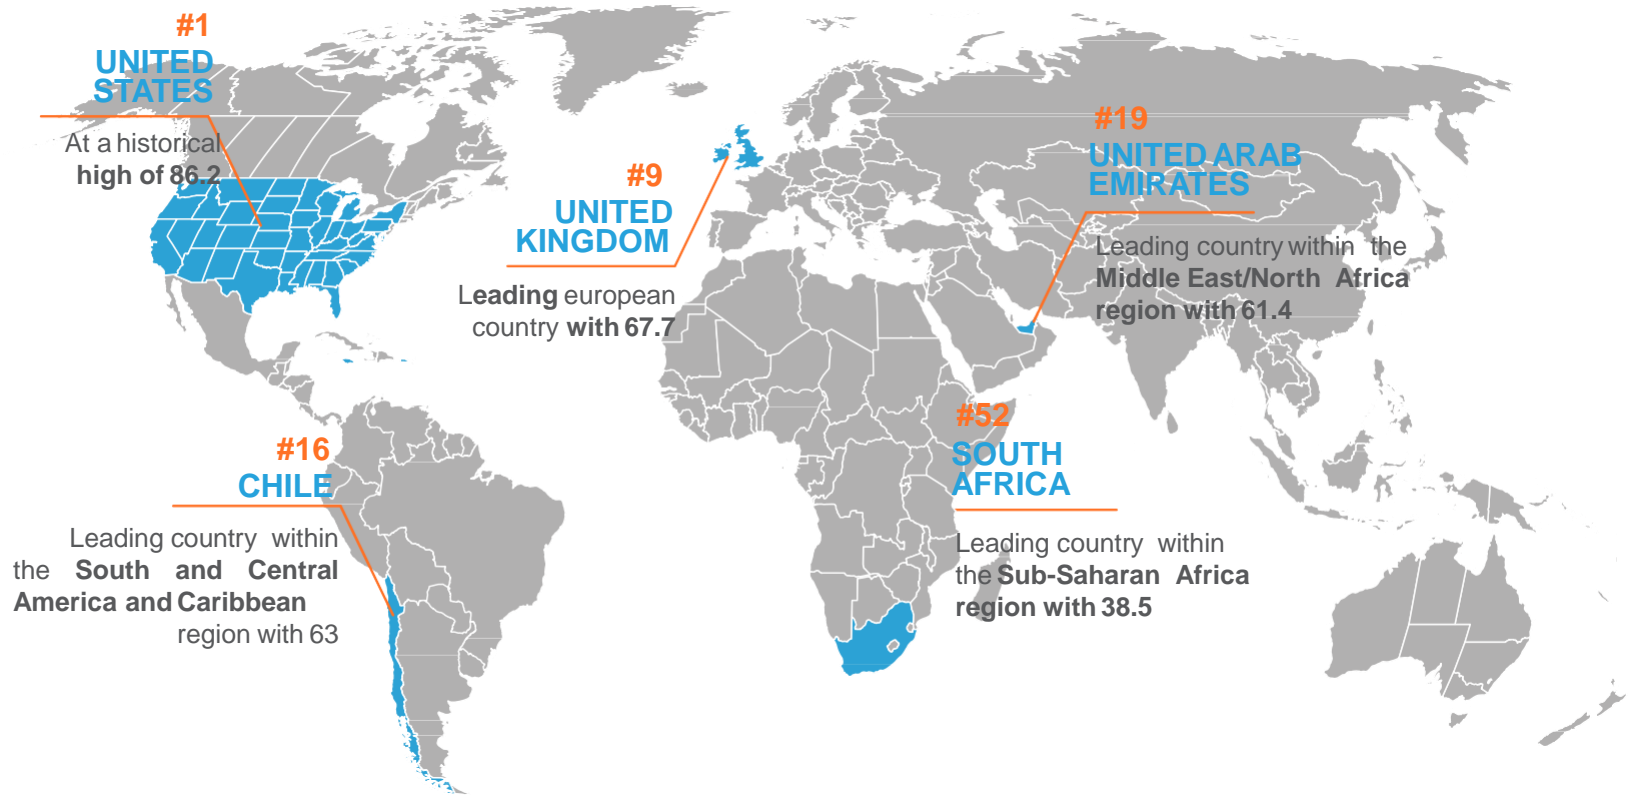 #1
UNITED
STATES
At a historical
high of 86.2
#9
UNITED
KINGDOM
Leading european
country with 67.7
#19
UNITED ARAB
EMIRATES
Leading country within the
Middle East/North Africa
region with 61.4
#16
CHILE
Leading country within
the South and Central
America and Caribbean
region with 63
#52
SOUTH
AFRICA
Leading country within
the Sub-Saharan Africa
region with 38.5